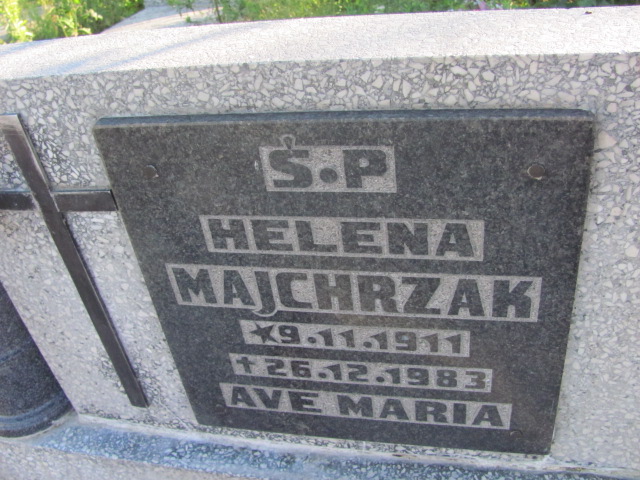 Ś.P
HELENA
MAJCHRZAK
★9.11.1911
✝26.12.1983
AVE MARIA